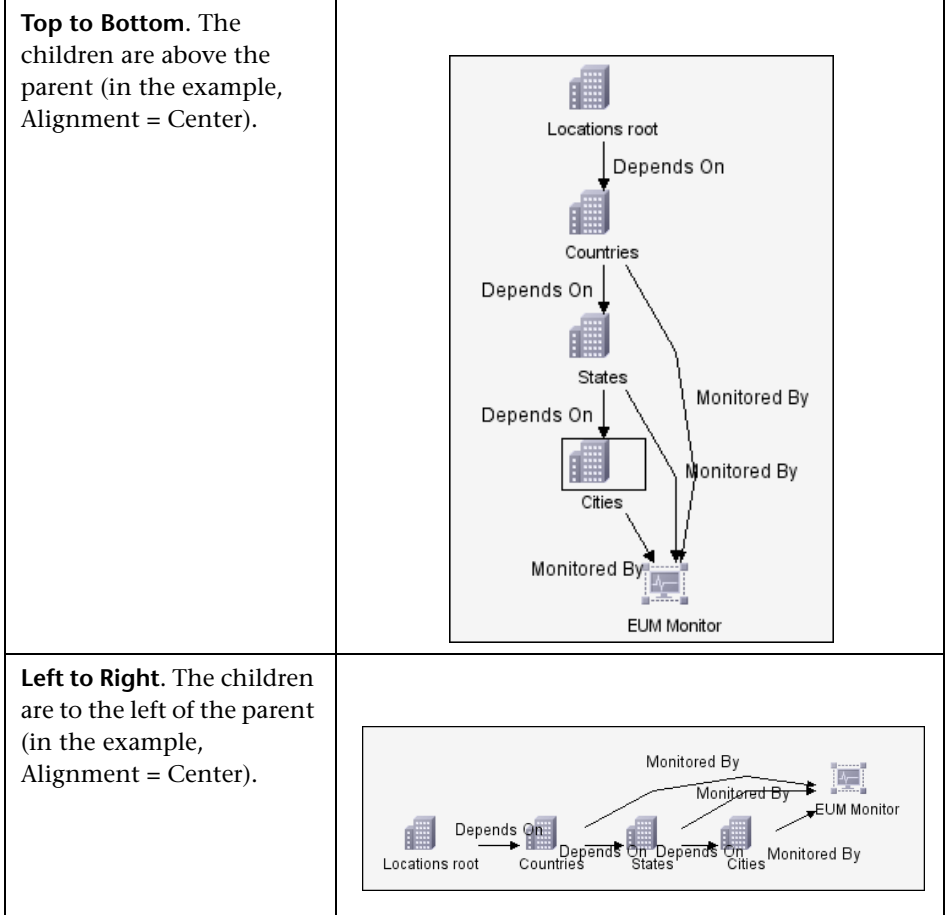 Top to Bottom. The
children are above the
parent (in the example,
Alignment = Center).
Locations root
Depends On
Countries
Depends On
States
Depends On
Monitored By
Monitored By
Cities
Monitored By
EUM Monitor
Left to Right. The children
are to the left of the parent
(in the example,
Alignment = Center).
Monitored By
Monitored By
EUM Monitor
Depends On
Depends On
Depends On
Monitored By
Locations root
Countries
States
Cities